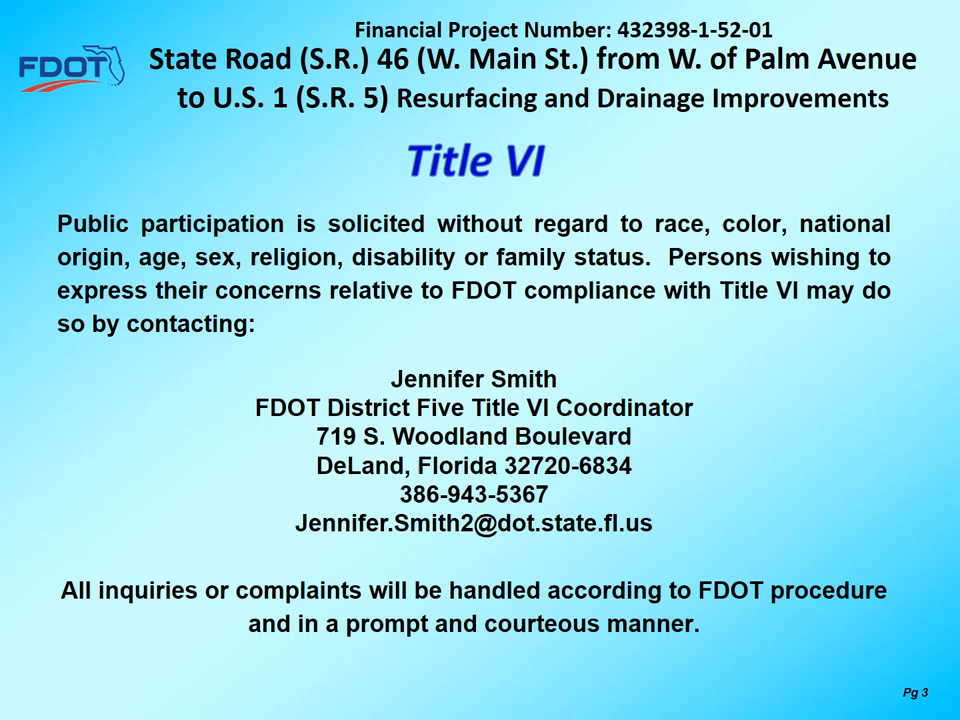 Financial Project Number: 432398-1-52-01
FDOT
State Road (S.R.) 46 (W. Main St.) from W. of Palm Avenue
to U.S. 1 (S.R. 5) Resurfacing and Drainage Improvements
Title VI
Public participation is solicited without regard to race, color, national
origin, age, sex, religion, disability or family status.  Persons wishing to
express their concerns relative to FDOT compliance with Title VI may do
so by contacting:
Jennifer Smith
FDOT District Five Title VI Coordinator
719 S. Woodland Boulevard
DeLand, Florida 32720-6834
386-943-5367
Jennifer.Smith2@dot.state.fl.us
All inquiries or complaints will be handled according to FDOT procedure
and in a prompt and courteous manner.
Pg 3